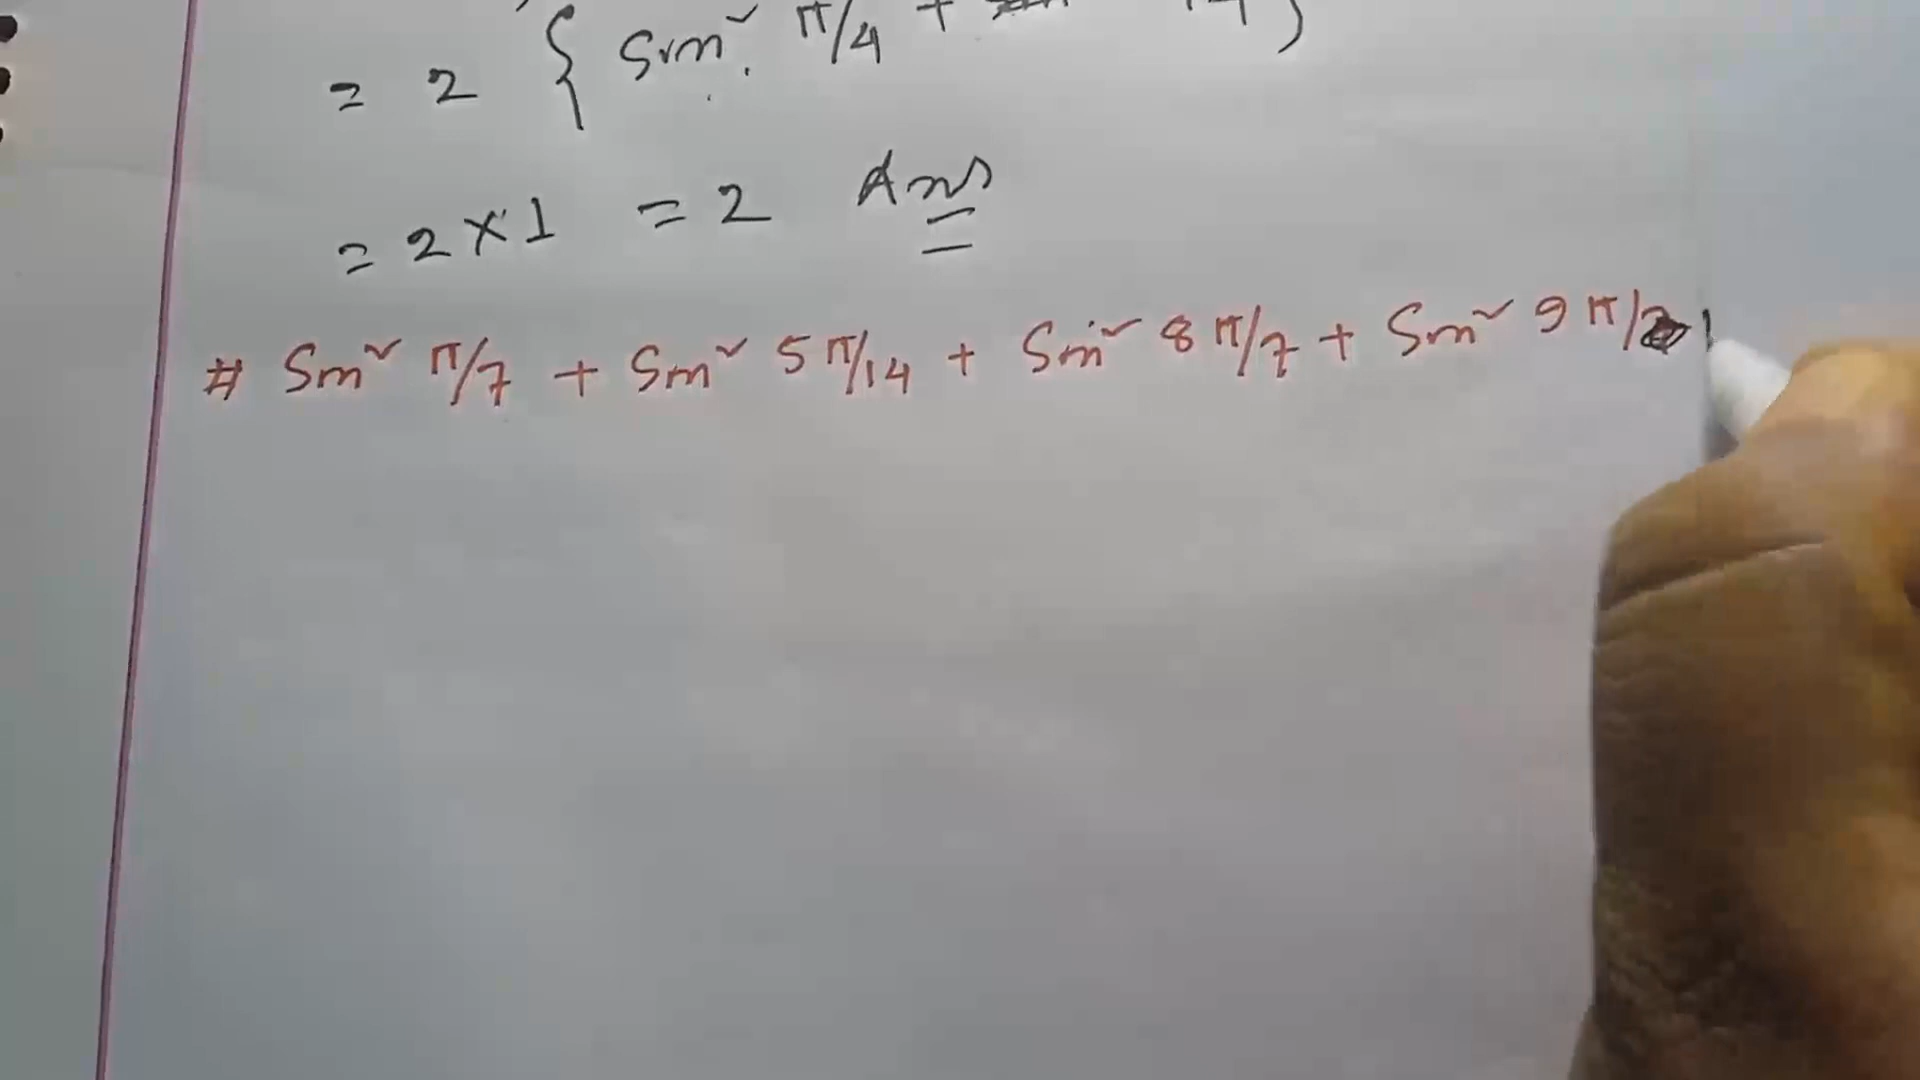 = 2 { Sin² π/4 +
= 2 × 1 = 2 Ans
# Sin² π/7 + Sin² 5π/14 + Sin² 8π/7 + Sin² 9π/